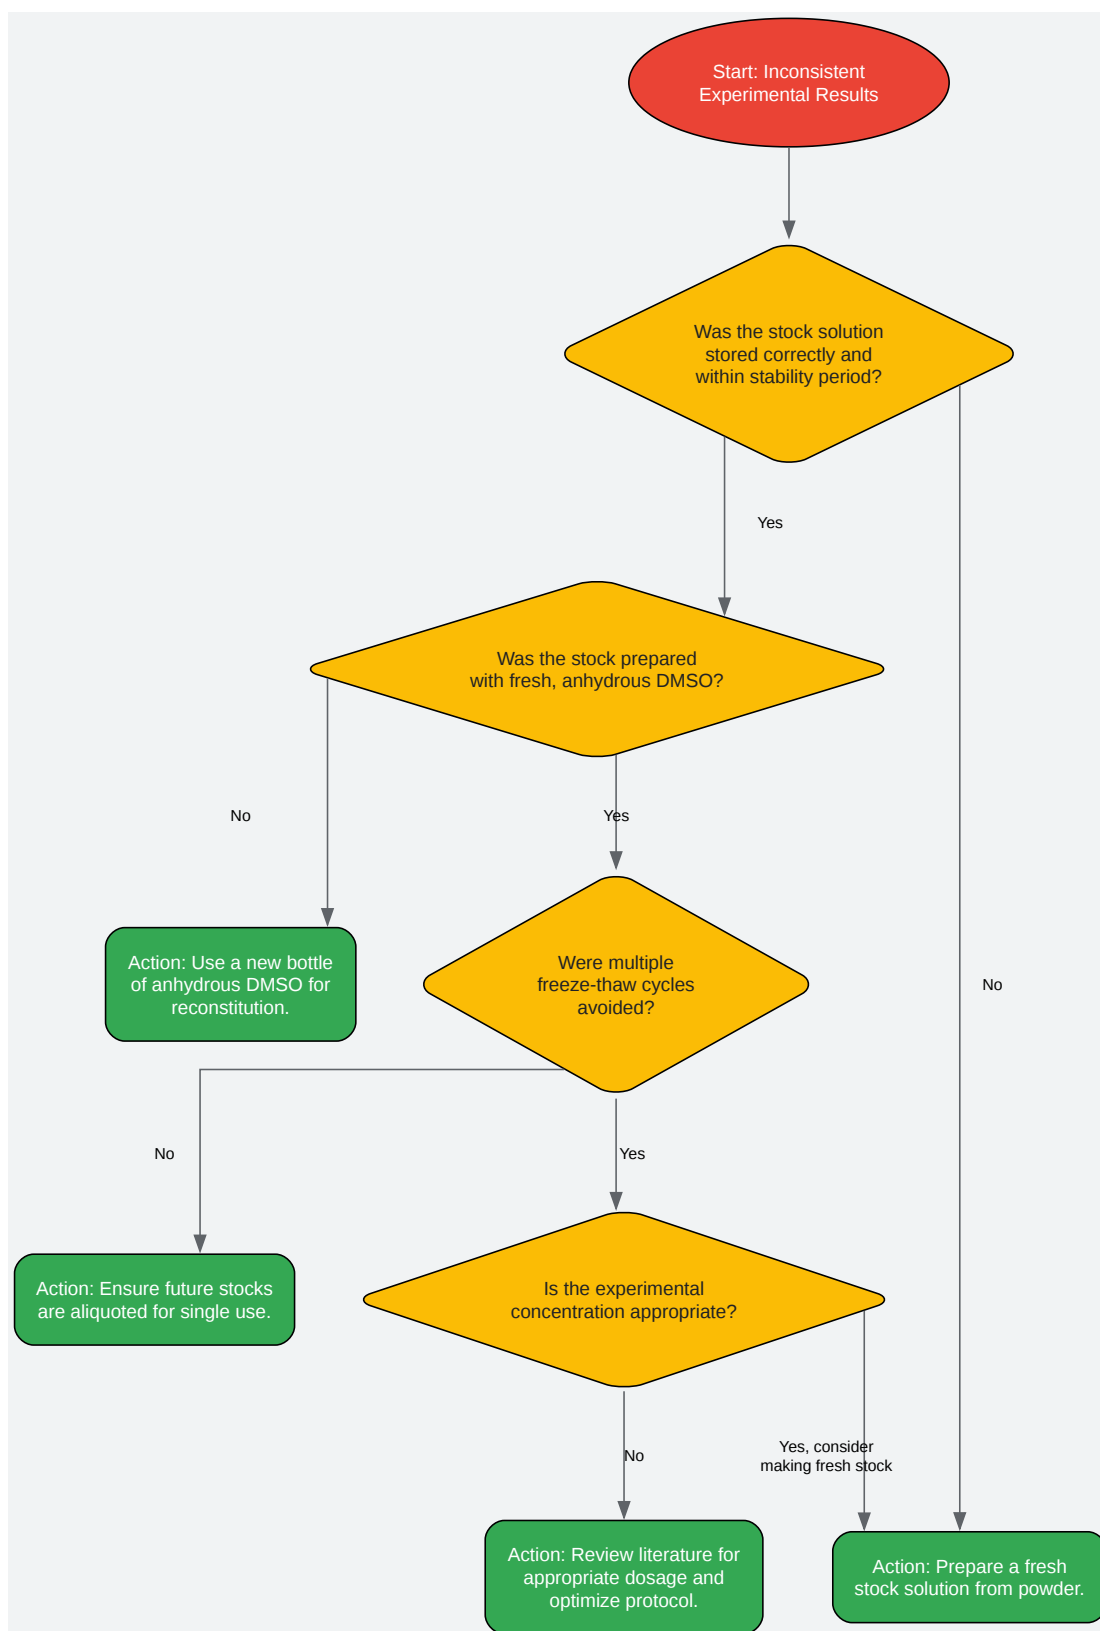 Start: Inconsistent
Experimental Results
Was the stock solution
stored correctly and
within stability period?
Yes
Was the stock prepared
with fresh, anhydrous DMSO?
No
Yes
Action: Use a new bottle
of anhydrous DMSO for
reconstitution.
Were multiple
freeze-thaw cycles
avoided?
No
No
Yes
Action: Ensure future stocks
are aliquoted for single use.
Is the experimental
concentration appropriate?
No
Yes, consider
making fresh stock
Action: Review literature for
appropriate dosage and
optimize protocol.
Action: Prepare a fresh
stock solution from powder.